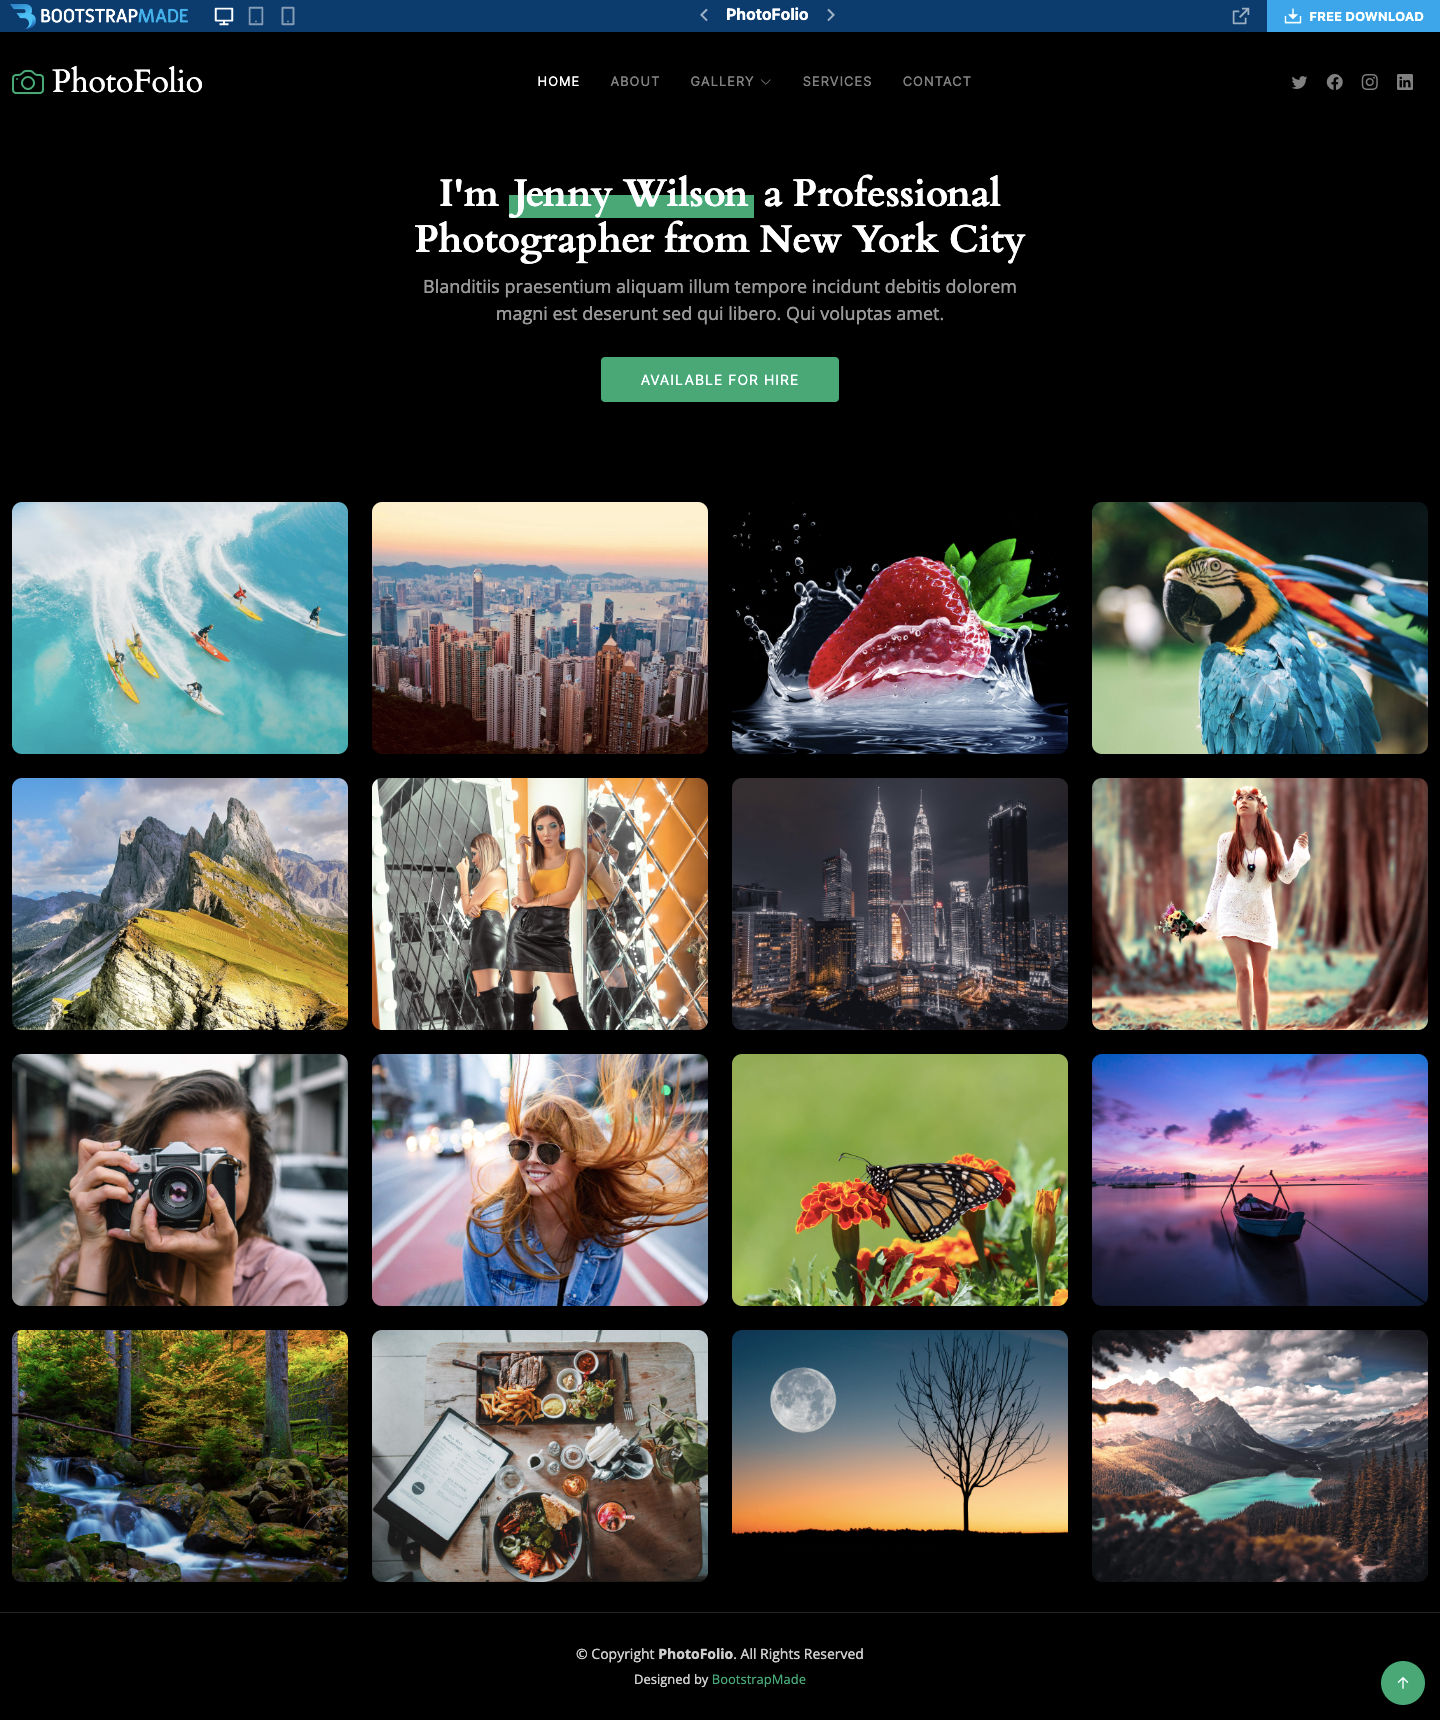 BOOTSTRAPMADE
PhotoFolio
FREE DOWNLOAD
PhotoFolio
HOME
ABOUT
GALLERY
SERVICES
CONTACT
I'm Jenny Wilson a Professional
Photographer from New York City
Blanditiis praesentium aliquam illum tempore incidunt debitis dolorem
magni est deserunt sed qui libero. Qui voluptas amet.
AVAILABLE FOR HIRE
© Copyright PhotoFolio. All Rights Reserved
Designed by BootstrapMade